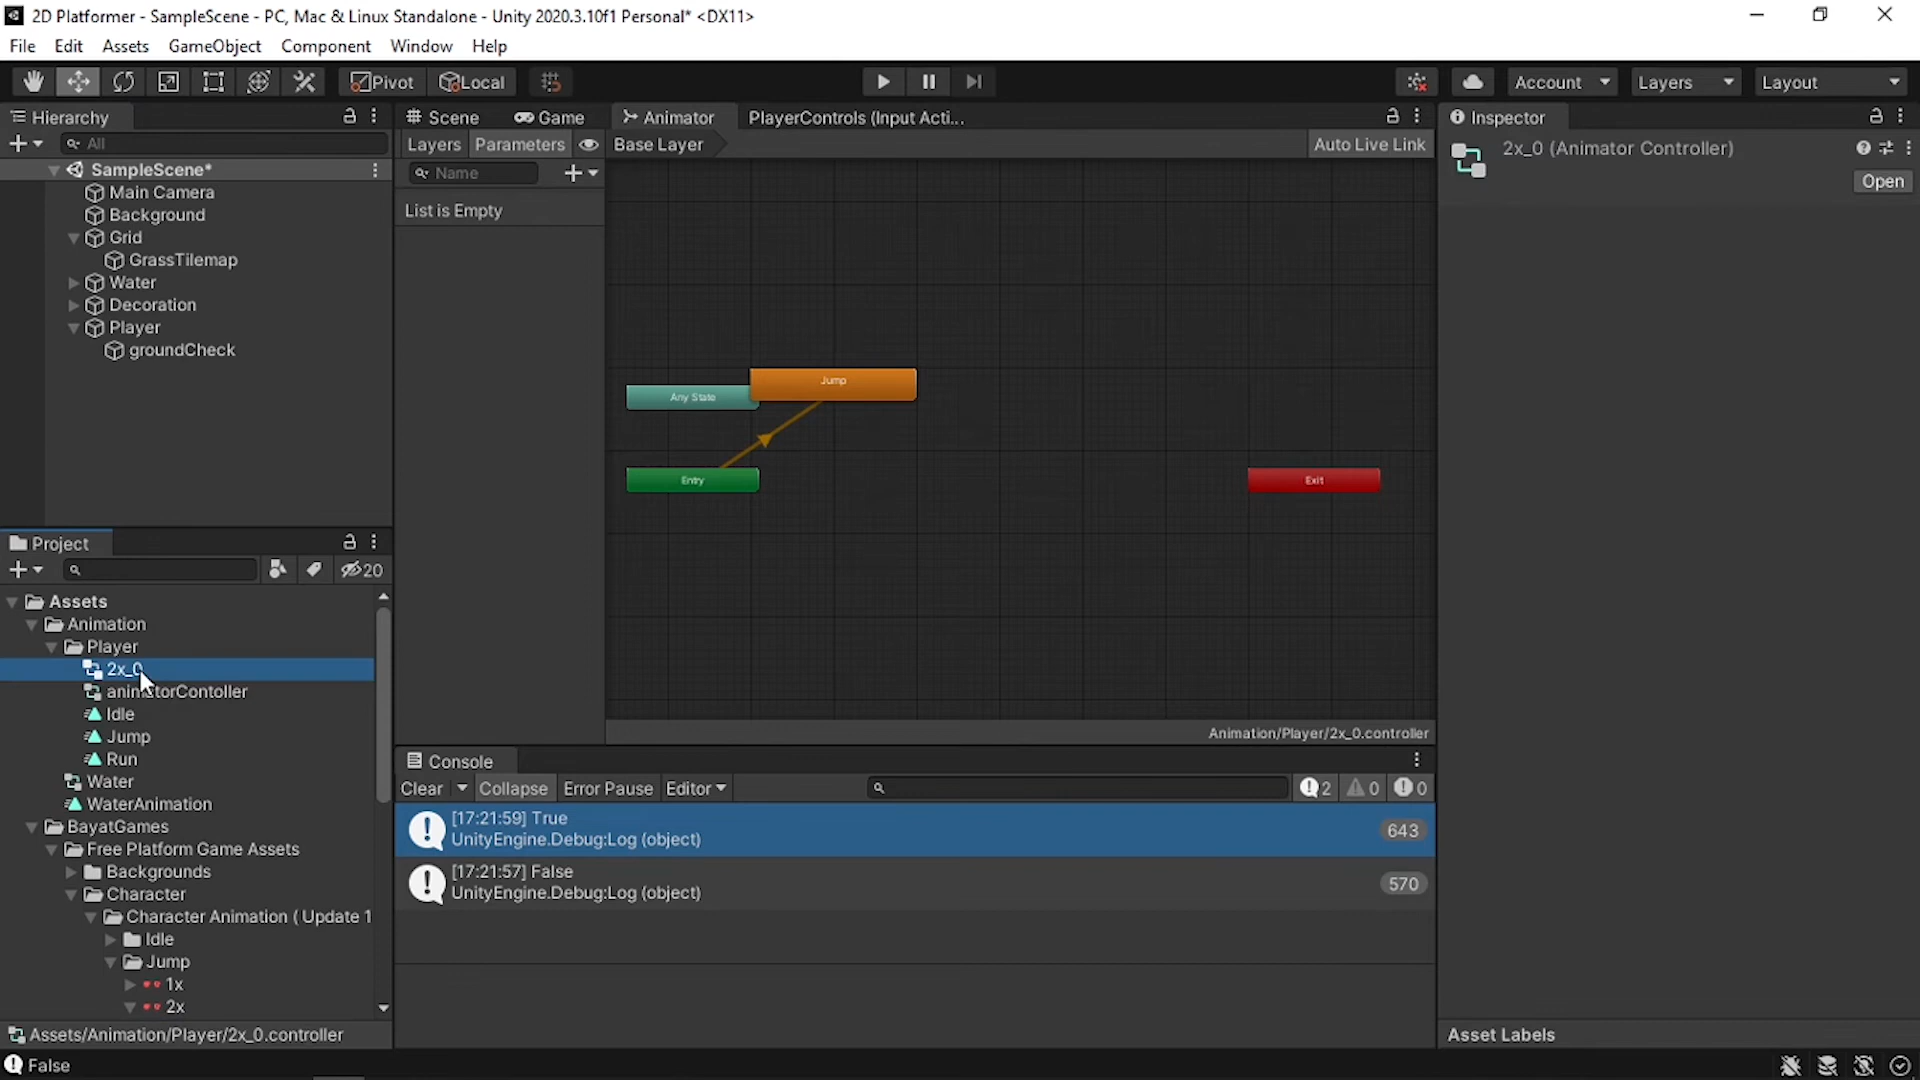 2D Platformer - SampleScene - PC, Mac & Linux Standalone - Unity 2020.3.10f1 Personal* <DX11>
File Edit Assets GameObject Component Window Help
Pivot Local Account Layers Layout
Hierarchy
All
SampleScene*
Main Camera
Background
Grid
GrassTilemap
Water
Decoration
Player
groundCheck
Scene Game Animator PlayerControls (Input Acti...
Layers Parameters Base Layer Auto Live Link
Name
List is Empty
Any State
Jump
Entry
Exit
Animation/Player/2x_0.controller
Inspector
2x_0 (Animator Controller)
Open
Project
20
Assets
Animation
Player
2x_0
animatorContoller
Idle
Jump
Run
Water
WaterAnimation
BayatGames
Free Platform Game Assets
Backgrounds
Character
Character Animation ( Update 1
Idle
Jump
1x
2x
Assets/Animation/Player/2x_0.controller
Console
Clear Collapse Error Pause Editor 2 0 0
[17:21:59] True
UnityEngine.Debug:Log (object)
643
[17:21:57] False
UnityEngine.Debug:Log (object)
570
Asset Labels
False